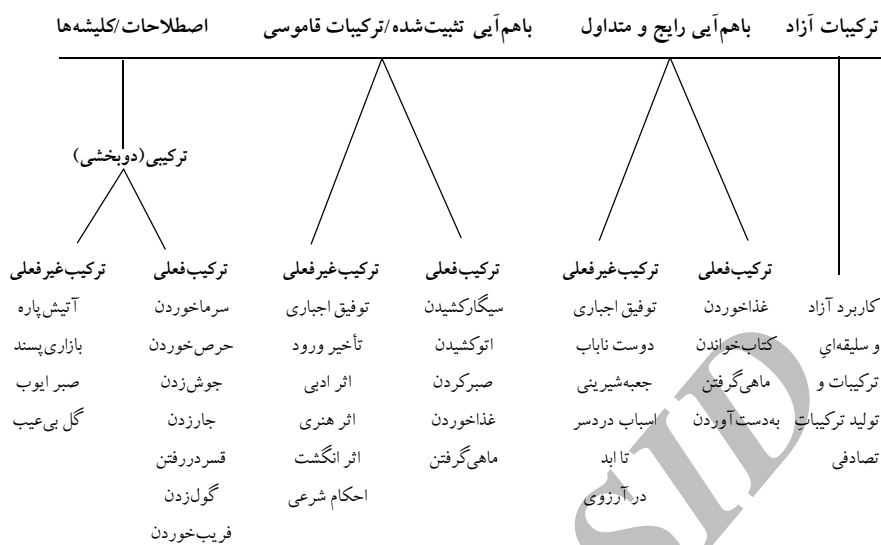 ترکیبات آزاد باهم‌آیی رایج و متداول باهم‌آیی تثبیت‌شده/ترکیبات قاموسی اصطلاحات/کلیشه‌ها
ترکیبی(دوبخشی)
ترکیب‌فعلی ترکیب‌غیرفعلی ترکیب‌فعلی ترکیب‌غیرفعلی ترکیب‌فعلی ترکیب‌غیرفعلی
کاربرد آزاد غذاخوردن توفیق اجباری سیگارکشیدن توفیق اجباری سرماخوردن آتیش‌پاره
و سلیقه‌ایِ کتاب‌خواندن دوست ناباب اتوکشیدن تأخیر ورود حرص‌خوردن بازاری‌پسند
ترکیبات و ماهی‌گرفتن جعبه‌شیرینی صبرکردن اثر ادبی جوش‌زدن صبر ایوب
تولید ترکیباتِ به‌دست‌آوردن اسباب دردسر غذاخوردن اثر هنری جارزدن گل بی‌عیب
تصادفی تا ابد ماهی‌گرفتن اثر انگشت قسردررفتن
در آرزوی احکام شرعی گول‌زدن
فریب‌خوردن
SID